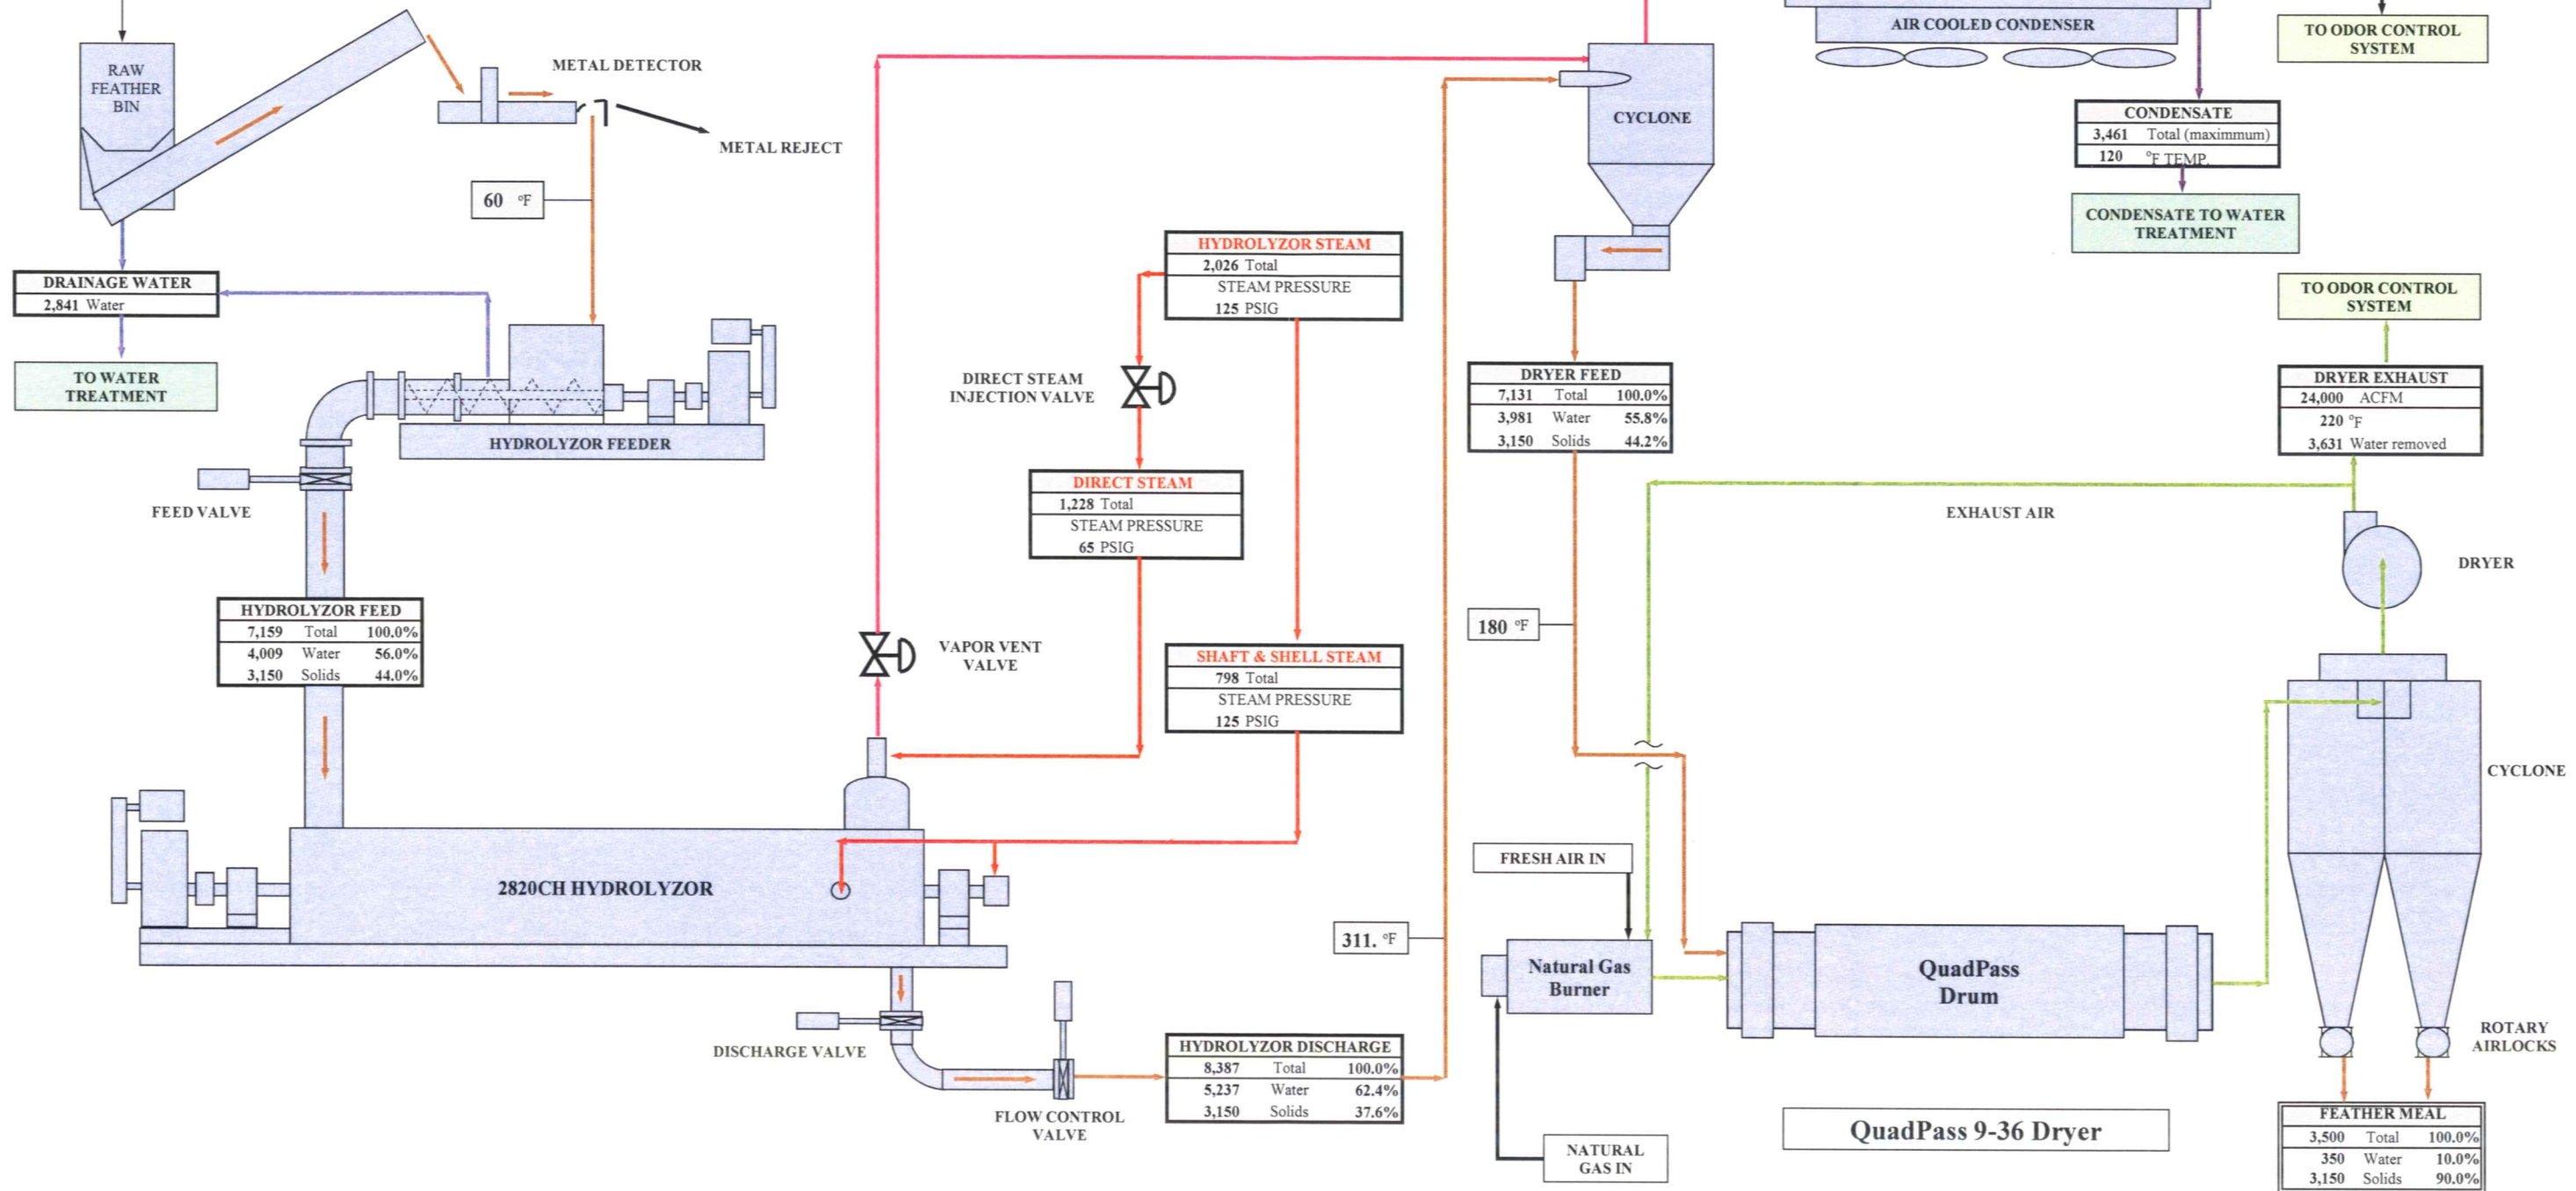 RAW
FEATHER
BIN
METAL DETECTOR
METAL REJECT
60 °F
DRAINAGE WATER
2,841 Water
TO WATER
TREATMENT
HYDROLYZOR FEEDER
FEED VALVE
HYDROLYZOR FEED
7,159 Total 100.0%
4,009 Water 56.0%
3,150 Solids 44.0%
2820CH HYDROLYZOR
VAPOR VENT
VALVE
HYDROLYZOR STEAM
2,026 Total
STEAM PRESSURE
125 PSIG
DIRECT STEAM
INJECTION VALVE
DIRECT STEAM
1,228 Total
STEAM PRESSURE
65 PSIG
SHAFT & SHELL STEAM
798 Total
STEAM PRESSURE
125 PSIG
DISCHARGE VALVE
FLOW CONTROL
VALVE
HYDROLYZOR DISCHARGE
8,387 Total 100.0%
5,237 Water 62.4%
3,150 Solids 37.6%
311. °F
CYCLONE
DRYER FEED
7,131 Total 100.0%
3,981 Water 55.8%
3,150 Solids 44.2%
180 °F
AIR COOLED CONDENSER
CONDENSATE
3,461 Total (maximmum)
120 °F TEMP.
CONDENSATE TO WATER
TREATMENT
TO ODOR CONTROL
SYSTEM
TO ODOR CONTROL
SYSTEM
DRYER EXHAUST
24,000 ACFM
220 °F
3,631 Water removed
EXHAUST AIR
DRYER
CYCLONE
FRESH AIR IN
Natural Gas
Burner
NATURAL
GAS IN
QuadPass
Drum
QuadPass 9-36 Dryer
ROTARY
AIRLOCKS
FEATHER MEAL
3,500 Total 100.0%
350 Water 10.0%
3,150 Solids 90.0%